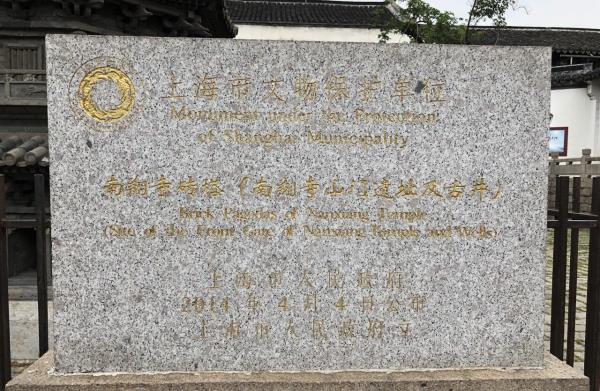 上海市文物保护单位
Monument under the Protection
of Shanghai Municipality
南翔寺砖塔（南翔寺山门遗址及古井）
Brick Pagodas of Nanxiang Temple
(Site of the Front Gate of Nanxiang Temple and Wells)
上海市人民政府
2014年4月4日公布
上海市人民政府立